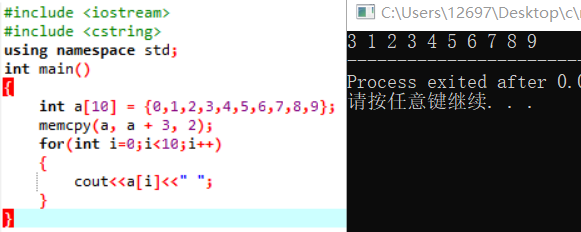 #include <iostream>
#include <cstring>
using namespace std;
int main()
{
    int a[10] = {0,1,2,3,4,5,6,7,8,9};
    memcpy(a, a + 3, 2);
    for(int i=0;i<10;i++)
    {
        cout<<a[i]<<" ";
    }
}
C:\Users\12697\Desktop\c\
3 1 2 3 4 5 6 7 8 9
--------------------------------
Process exited after 0.0
请按任意键继续. . .